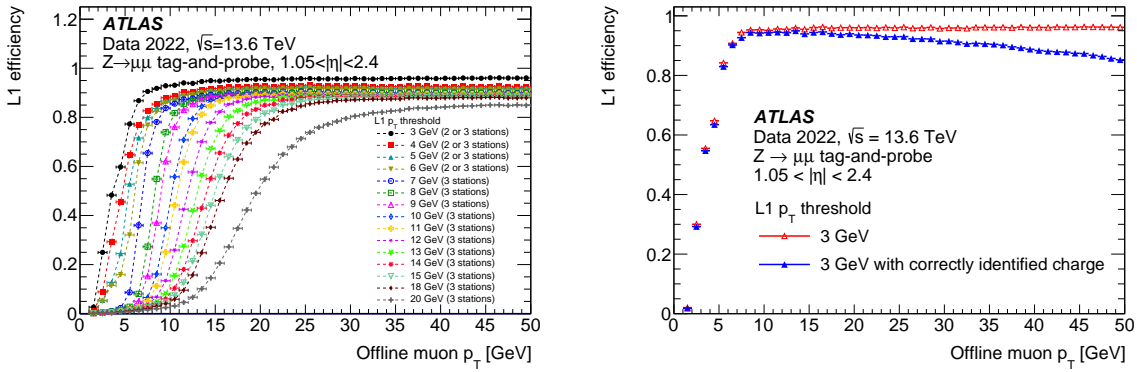 L1 efficiency
1.2
1
0.8
0.6
0.4
0.2
0
ATLAS
Data 2022, √s=13.6 TeV
Z→μμ tag-and-probe, 1.05<|η|<2.4
L1 p_T threshold
3 GeV (2 or 3 stations)
4 GeV (2 or 3 stations)
5 GeV (2 or 3 stations)
6 GeV (2 or 3 stations)
7 GeV (3 stations)
8 GeV (3 stations)
9 GeV (3 stations)
10 GeV (3 stations)
11 GeV (3 stations)
12 GeV (3 stations)
13 GeV (3 stations)
14 GeV (3 stations)
15 GeV (3 stations)
18 GeV (3 stations)
20 GeV (3 stations)
0 5 10 15 20 25 30 35 40 45 50
Offline muon p_T [GeV]
L1 efficiency
1
0.8
0.6
0.4
0.2
0
ATLAS
Data 2022, √s = 13.6 TeV
Z → μμ tag-and-probe
1.05 < |η| < 2.4
L1 p_T threshold
3 GeV
3 GeV with correctly identified charge
0 5 10 15 20 25 30 35 40 45 50
Offline muon p_T [GeV]